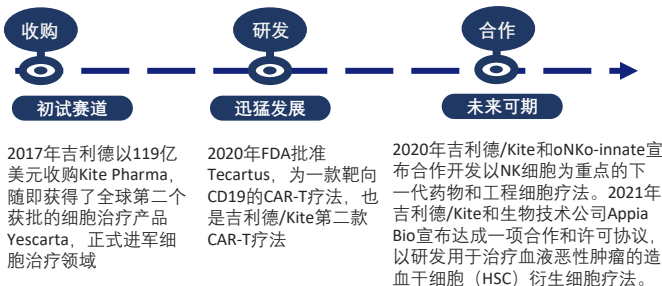 收购
研发
合作
初试赛道
迅猛发展
未来可期
2017年吉利德以119亿
美元收购Kite Pharma，
随即获得了全球第二个
获批的细胞治疗产品
Yescarta，正式进军细
胞治疗领域
2020年FDA批准
Tecartus，为一款靶向
CD19的CAR-T疗法，也
是吉利德/Kite第二款
CAR-T疗法
2020年吉利德/Kite和oNKo-innate宣
布合作开发以NK细胞为重点的下
一代药物和工程细胞疗法。2021年
吉利德/Kite和生物技术公司Appia
Bio宣布达成一项合作和许可协议，
以研发用于治疗血液恶性肿瘤的造
血干细胞（HSC）衍生细胞疗法。